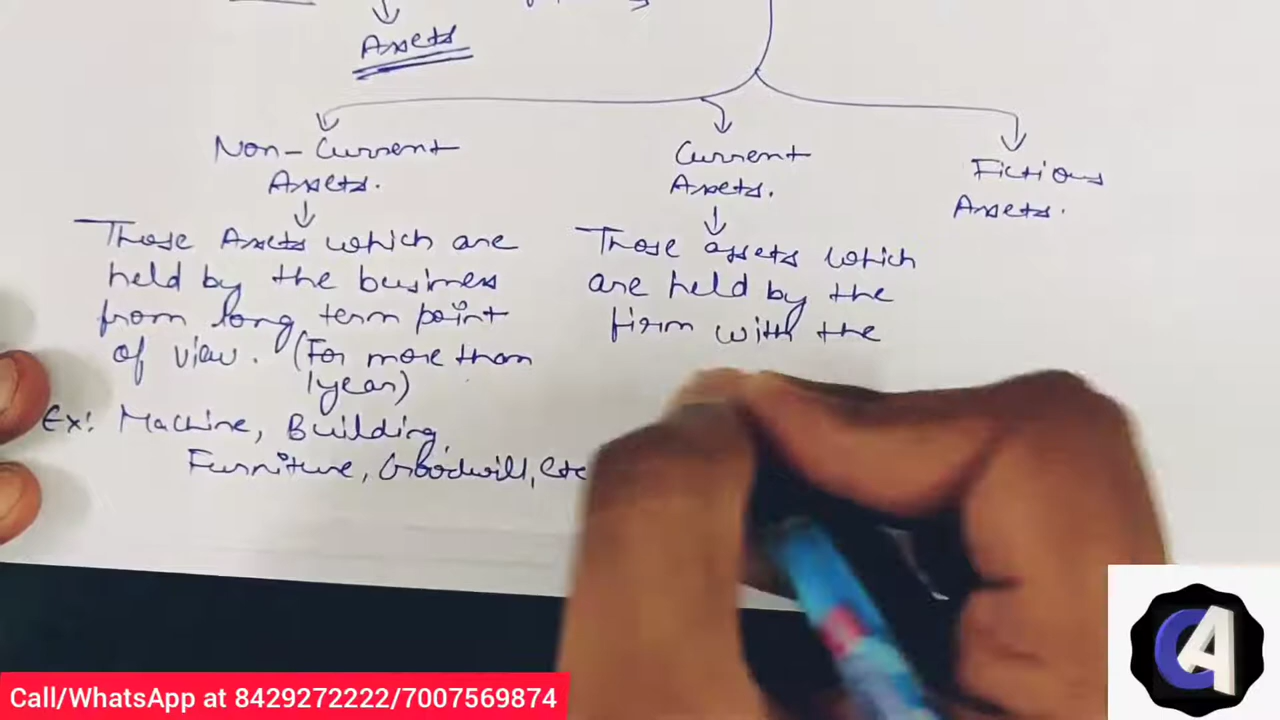 Assets
Non-Current
Assets.
Current
Assets.
Fictious
Assets.
Those Assets which are
held by the business
from long term point
of view. (For more than
1year)
Ex: Machine, Building,
Furniture, Goodwill, Etc
Those assets which
are held by the
firm with the
CA
Call/WhatsApp at 8429272222/7007569874